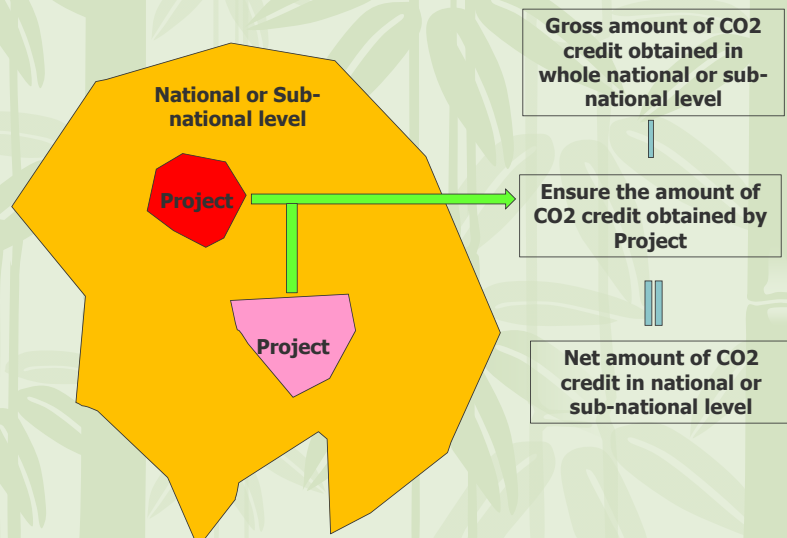 National or Sub-
national level
Project
Project
Gross amount of CO2
credit obtained in
whole national or sub-
national level
Ensure the amount of
CO2 credit obtained by
Project
Net amount of CO2
credit in national or
sub-national level